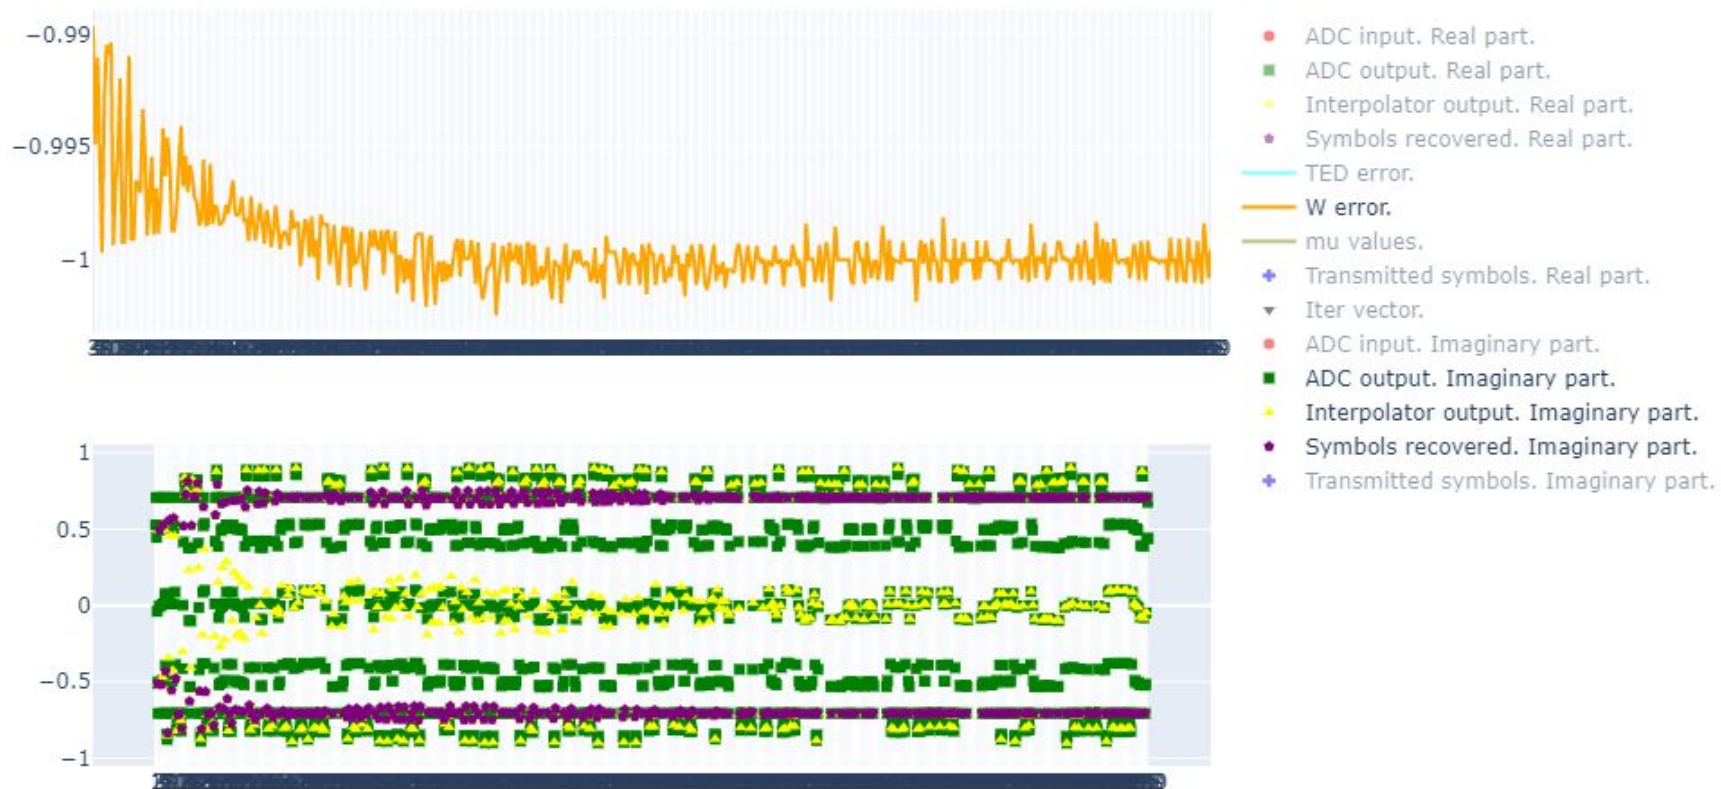 −0.99
−0.995
−1
ADC input. Real part.
ADC output. Real part.
Interpolator output. Real part.
Symbols recovered. Real part.
TED error.
W error.
mu values.
Transmitted symbols. Real part.
Iter vector.
ADC input. Imaginary part.
ADC output. Imaginary part.
Interpolator output. Imaginary part.
Symbols recovered. Imaginary part.
Transmitted symbols. Imaginary part.
1
0.5
0
−0.5
−1